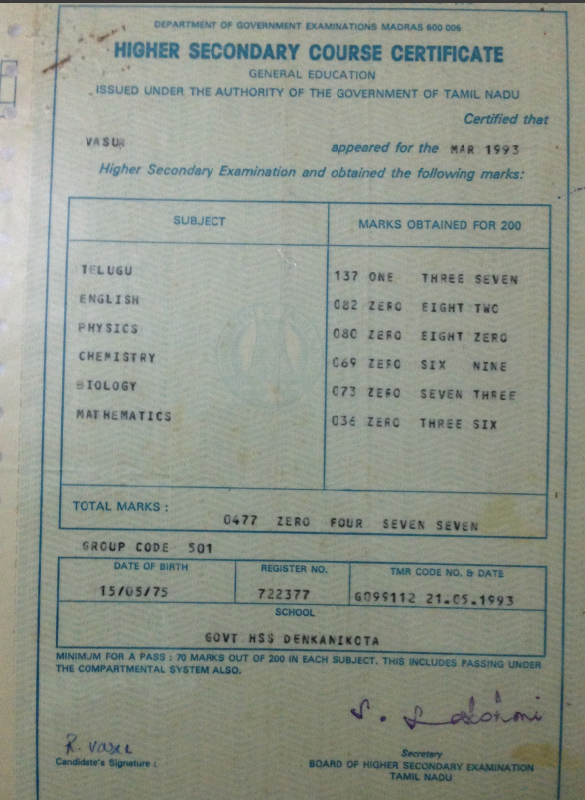 DEPARTMENT OF GOVERNMENT EXAMINATIONS MADRAS 600 006
HIGHER SECONDARY COURSE CERTIFICATE
GENERAL EDUCATION
ISSUED UNDER THE AUTHORITY OF THE GOVERNMENT OF TAMIL NADU
Certified that
VASU appeared for the MAR 1993
Higher Secondary Examination and obtained the following marks:
SUBJECT MARKS OBTAINED FOR 200
TELUGU 137 ONE THREE SEVEN
ENGLISH 082 ZERO EIGHT TWO
PHYSICS 080 ZERO EIGHT ZERO
CHEMISTRY 069 ZERO SIX NINE
BIOLOGY 073 ZERO SEVEN THREE
MATHEMATICS 036 ZERO THREE SIX
TOTAL MARKS :
0477 ZERO FOUR SEVEN SEVEN
GROUP CODE 501
DATE OF BIRTH REGISTER NO. TMR CODE NO. & DATE
15/05/75 722377 G099112 21.05.1993
SCHOOL
GOVT HSS DENKANIKOTA
MINIMUM FOR A PASS : 70 MARKS OUT OF 200 IN EACH SUBJECT. THIS INCLUDES PASSING UNDER
THE COMPARTMENTAL SYSTEM ALSO.
R. Vasu
Candidate's Signature :
Secretary
BOARD OF HIGHER SECONDARY EXAMINATION
TAMIL NADU